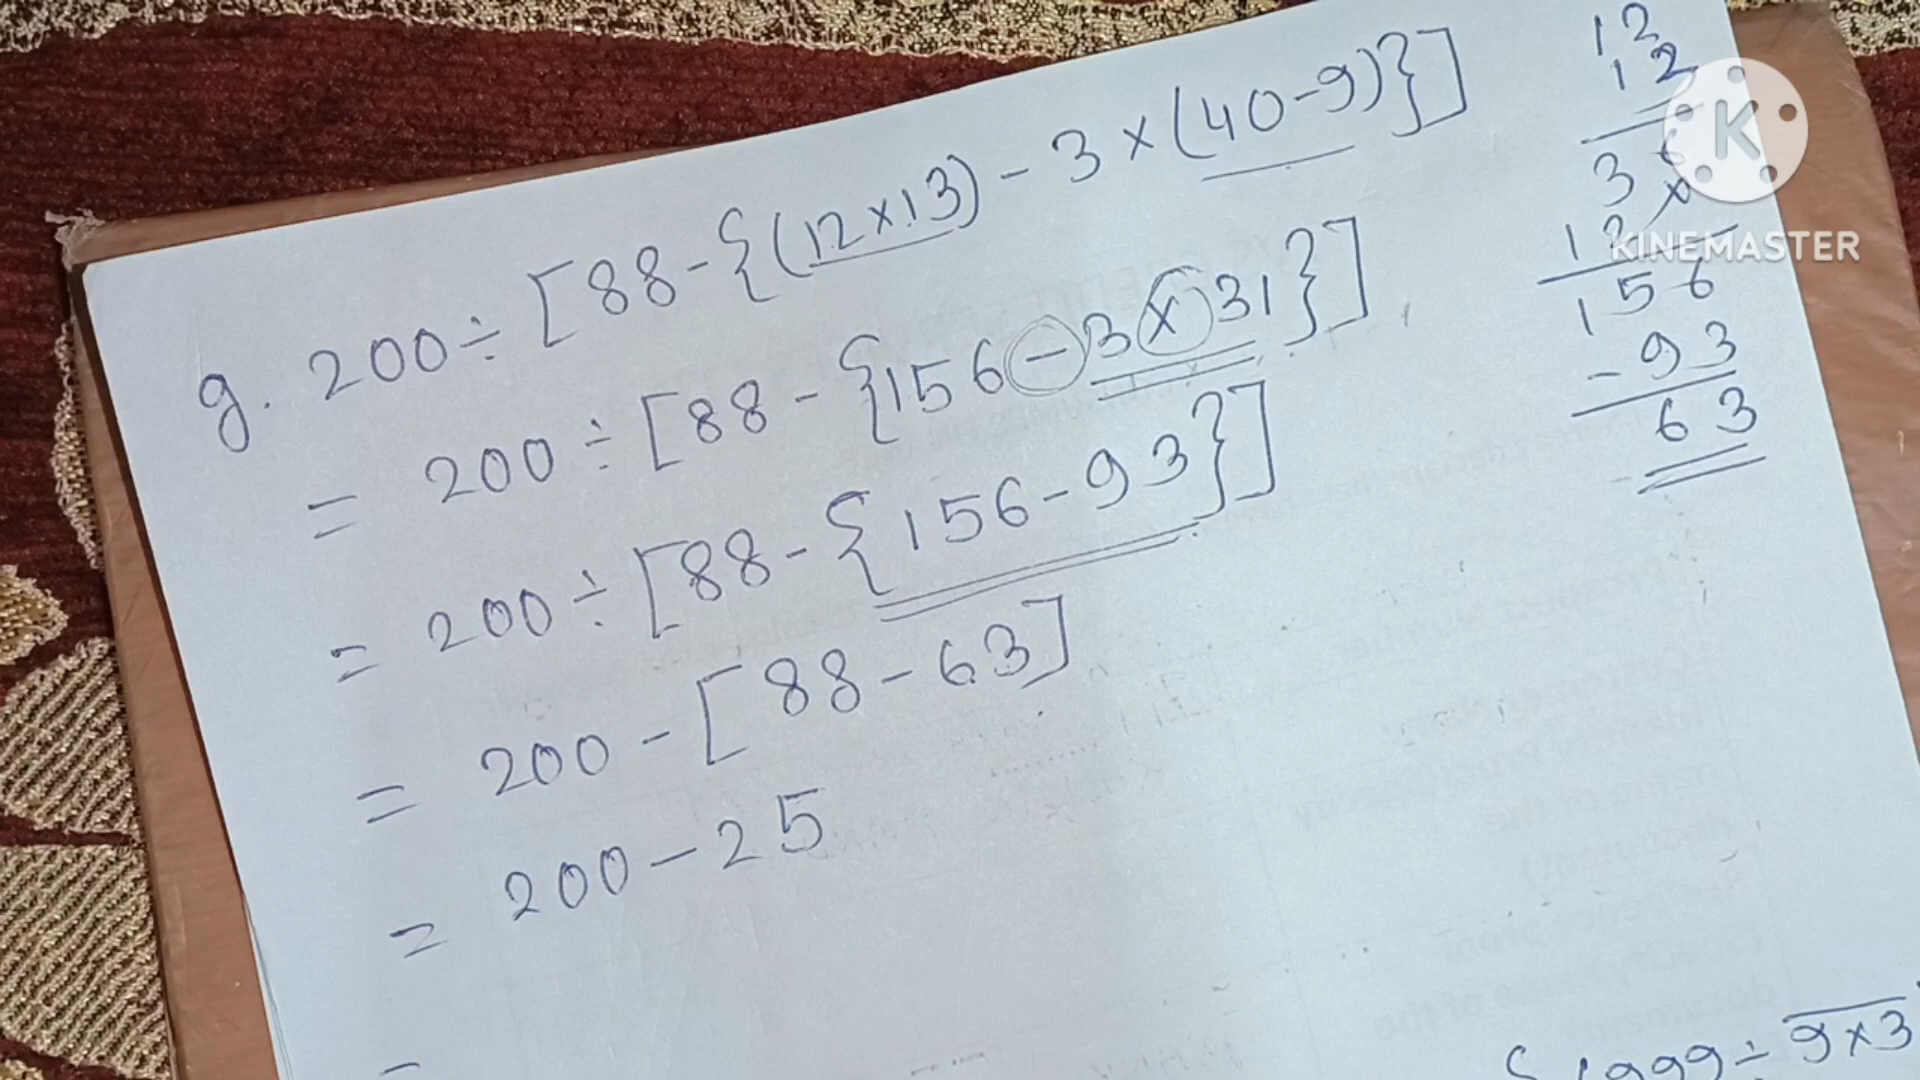 g. 200 ÷ [88 - {(12 × 13) - 3 × (40 - 9)}]
= 200 ÷ [88 - {156 - 3 × 31}]
= 200 ÷ [88 - {156 - 93}]
= 200 - [88 - 63]
= 200 - 25
12
12
36
12 ×
156
- 93
63
K
KINEMASTER
999 ÷ 9 × 3